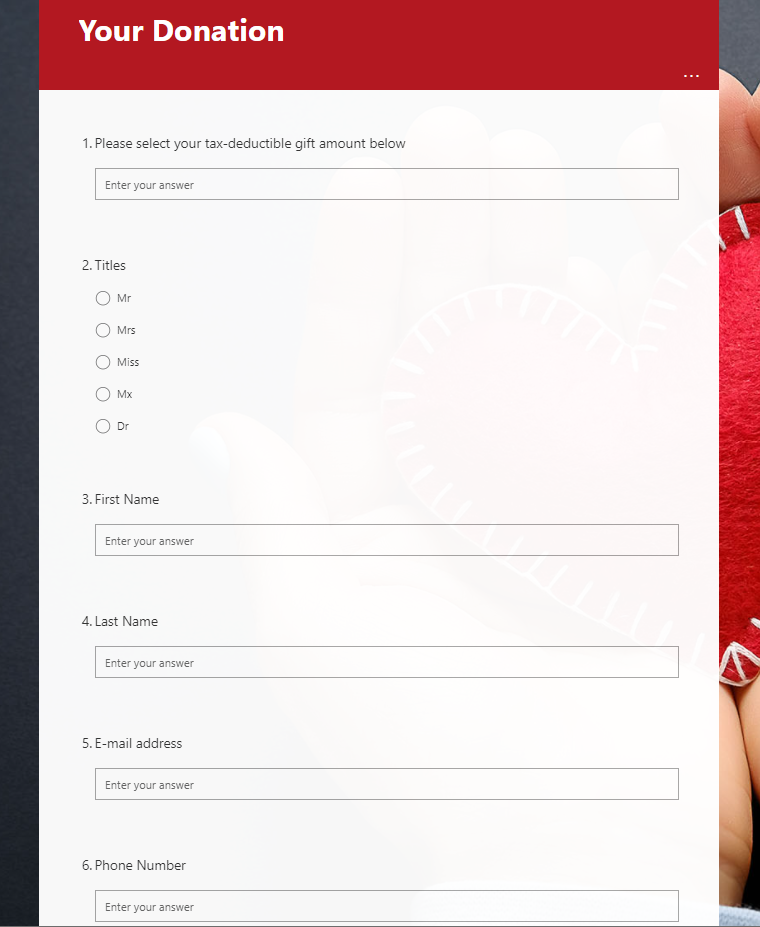 Your Donation
...
1. Please select your tax-deductible gift amount below
Enter your answer
2. Titles
Mr
Mrs
Miss
Mx
Dr
3. First Name
Enter your answer
4. Last Name
Enter your answer
5. E-mail address
Enter your answer
6. Phone Number
Enter your answer